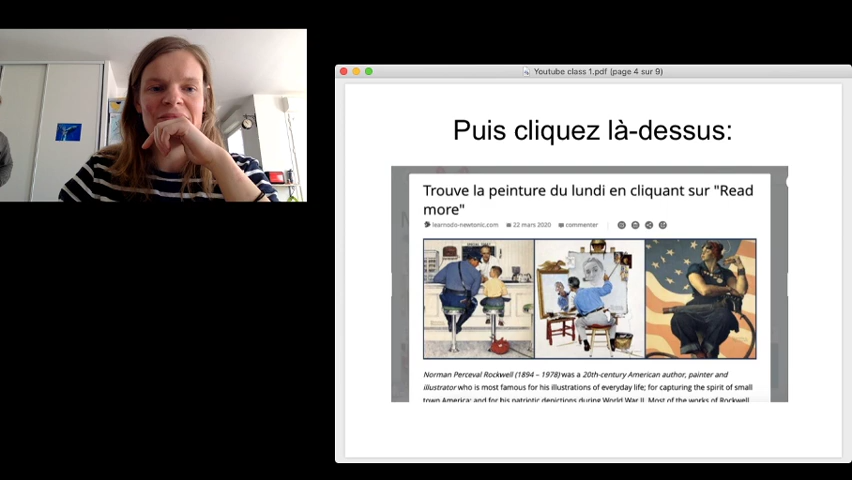 Youtube class 1.pdf (page 4 sur 9)
Puis cliquez là-dessus:
Trouve la peinture du lundi en cliquant sur "Read
more"
learnodo-newtonic.com 22 mars 2020 commenter
Norman Perceval Rockwell (1894 – 1978) was a 20th-century American author, painter and
illustrator who is most famous for his illustrations of everyday life; for capturing the spirit of small
town America; and for his patriotic depictions during World War II. Most of the works of Rockwell